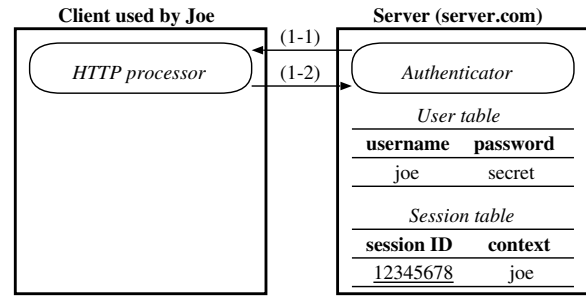 Client used by Joe
Server (server.com)
(1-1)
HTTP processor
(1-2)
Authenticator
User table
username password
joe secret
Session table
session ID context
12345678 joe